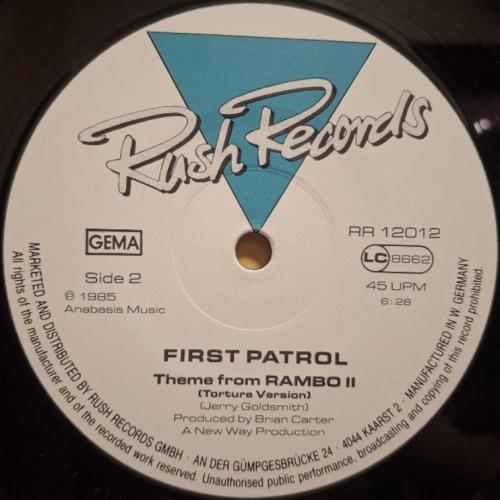 Rush Records
GEMA
RR 12012
LC 8662
Side 2
45 UPM
℗ 1985
6:28
Anabasis Music
FIRST PATROL
Theme from RAMBO II
(Torture Version)
(Jerry Goldsmith)
Produced by Brian Carter
A New Way Production
MARKETED AND DISTRIBUTED BY RUSH RECORDS GMBH · AN DER GÜMPGESBRÜCKE 24 · 4044 KAARST 2 · MANUFACTURED IN W. GERMANY
All rights of the manufacturer and of the recorded work reserved. Unauthorised public performance, broadcasting and copying of this record prohibited.